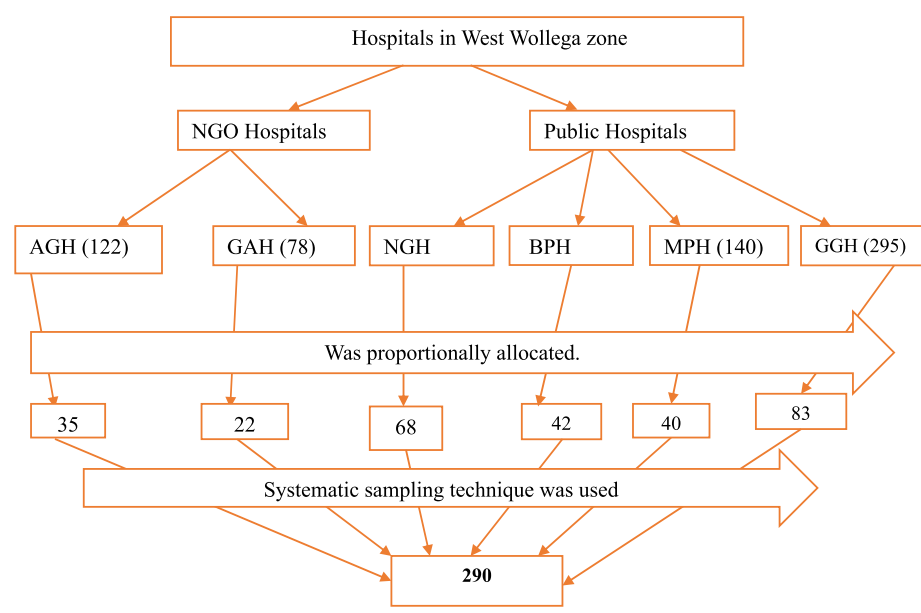 Hospitals in West Wollega zone
NGO Hospitals
Public Hospitals
AGH (122)
GAH (78)
NGH
BPH
MPH (140)
GGH (295)
Was proportionally allocated.
35
22
68
42
40
83
Systematic sampling technique was used
290